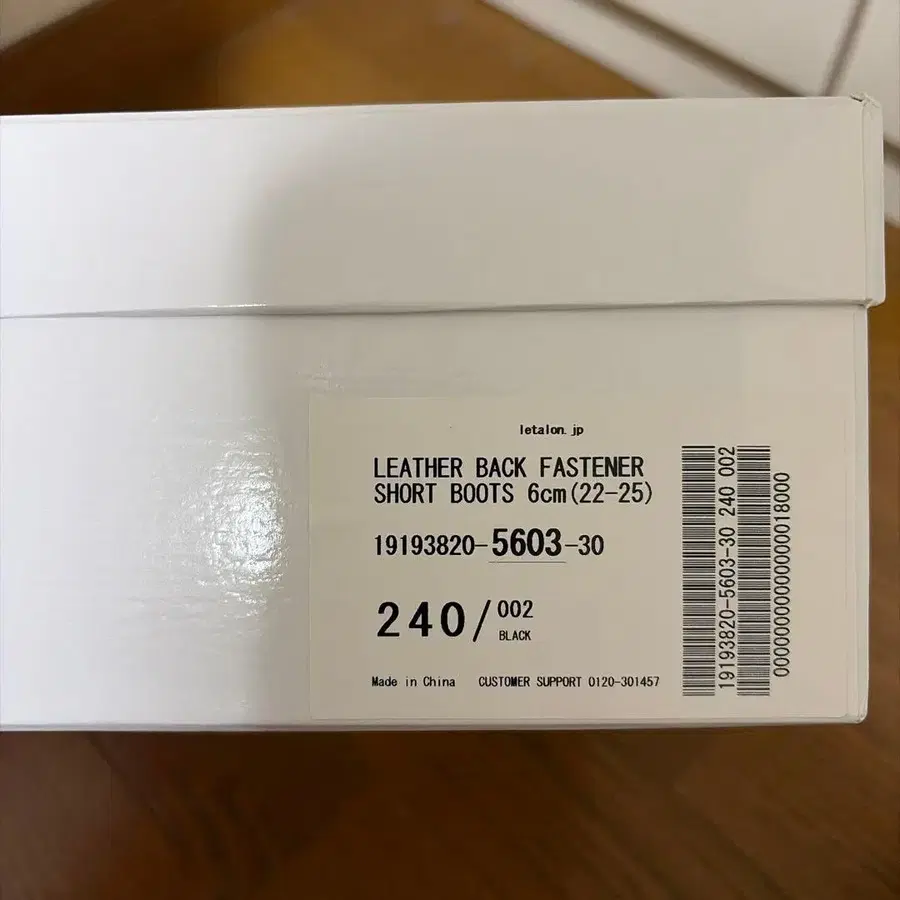 letalon.jp
LEATHER BACK FASTENER
SHORT BOOTS 6cm(22-25)
19193820-5603-30
240/002
BLACK
Made in China CUSTOMER SUPPORT 0120-301457
19193820-5603-30 240 002
000000000000000018000